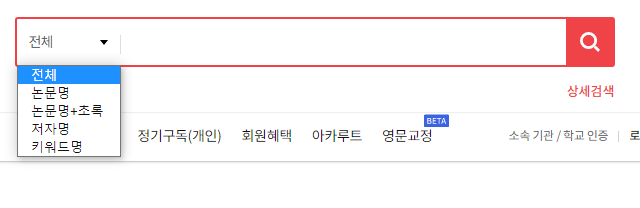 전체
전체
논문명
논문명+초록
저자명
키워드명
상세검색
BETA
정기구독(개인) 회원혜택 아카루트 영문교정 소속 기관 / 학교 인증